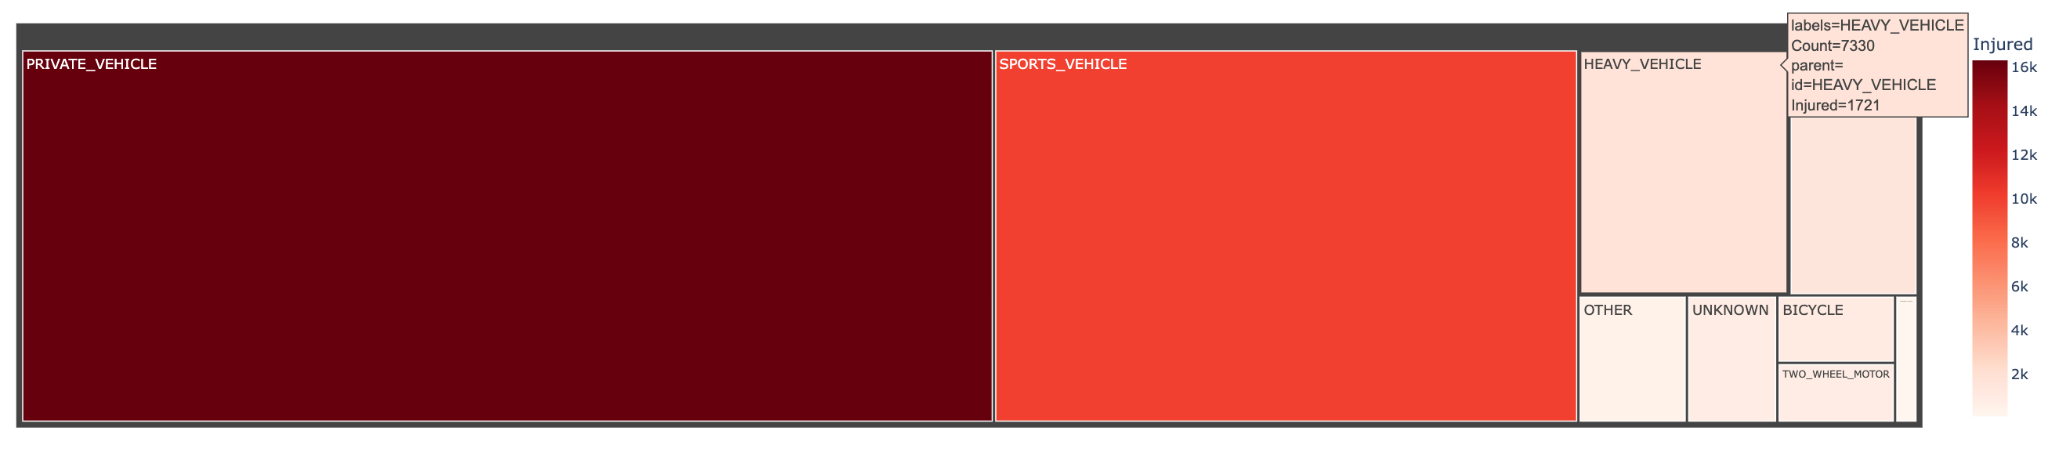 PRIVATE_VEHICLE
SPORTS_VEHICLE
HEAVY_VEHICLE
labels=HEAVY_VEHICLE
Count=7330
parent=
id=HEAVY_VEHICLE
Injured=1721
OTHER
UNKNOWN
BICYCLE
TWO_WHEEL_MOTOR
Injured
16k
14k
12k
10k
8k
6k
4k
2k